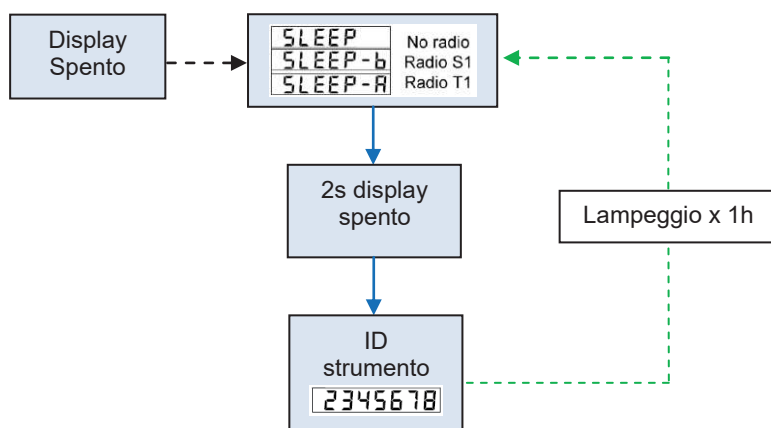 Display
Spento
SLEEP No radio
SLEEP-b Radio S1
SLEEP-A Radio T1
2s display
spento
Lampeggio x 1h
ID
strumento
2345678